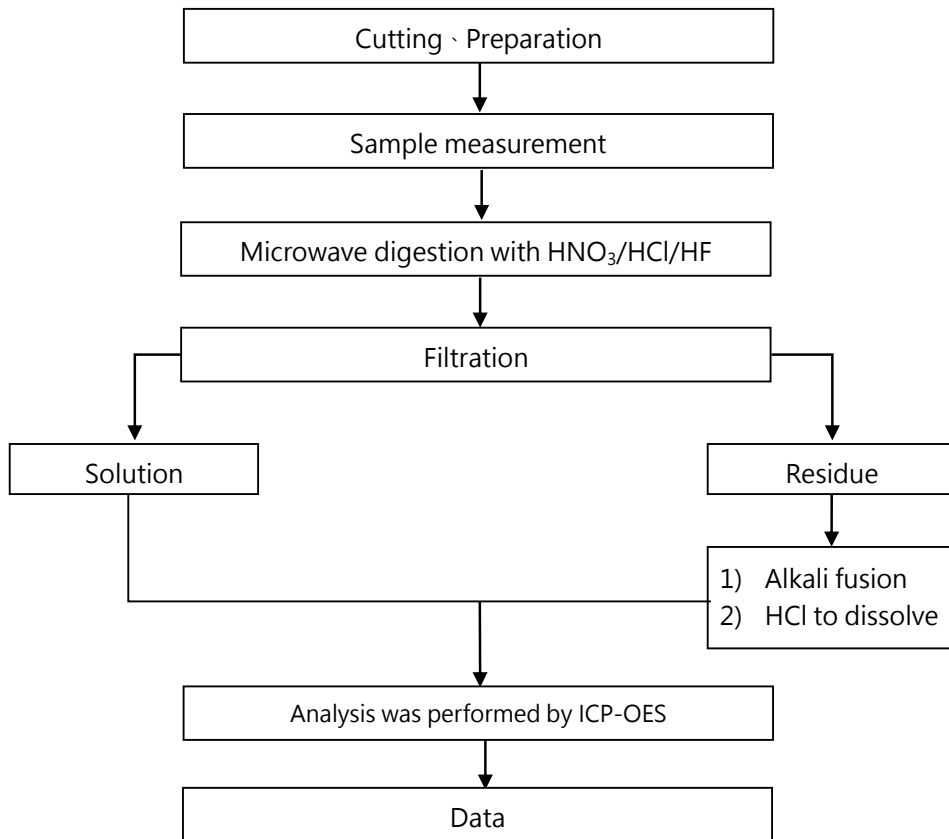 Cutting、Preparation
Sample measurement
Microwave digestion with HNO₃/HCl/HF
Filtration
Solution
Residue
1) Alkali fusion
2) HCl to dissolve
Analysis was performed by ICP-OES
Data